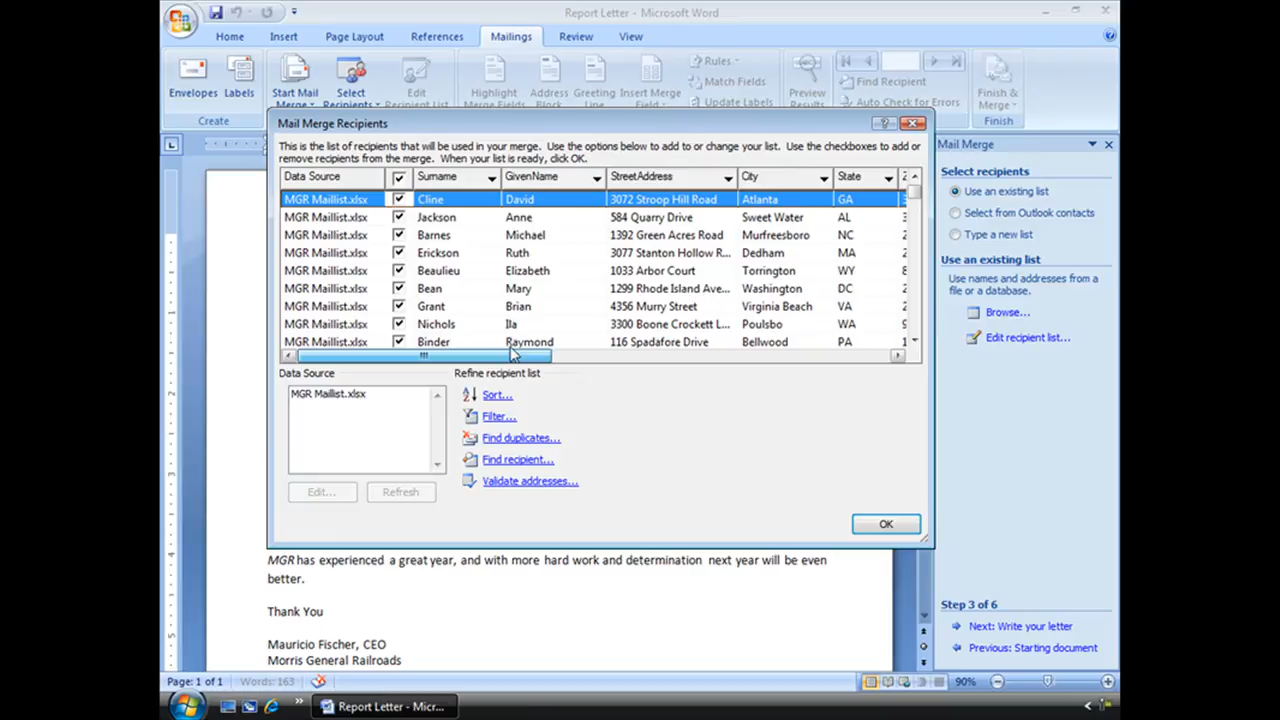 Report Letter - Microsoft Word
Home Insert Page Layout References Mailings Review View
Envelopes Labels
Create
Start Mail Merge
Select Recipients
Edit Recipient List
Highlight Merge Fields
Address Block
Greeting Line
Insert Merge Field
Rules
Match Fields
Update Labels
Preview Results
Find Recipient
Auto Check for Errors
Finish & Merge
Finish
Mail Merge Recipients
This is the list of recipients that will be used in your merge. Use the options below to add to or change your list. Use the checkboxes to add or
remove recipients from the merge. When your list is ready, click OK.
Data Source Surname GivenName StreetAddress City State
MGR Maillist.xlsx Cline David 3072 Stroop Hill Road Atlanta GA
MGR Maillist.xlsx Jackson Anne 584 Quarry Drive Sweet Water AL
MGR Maillist.xlsx Barnes Michael 1392 Green Acres Road Murfreesboro NC
MGR Maillist.xlsx Erickson Ruth 3077 Stanton Hollow R... Dedham MA
MGR Maillist.xlsx Beaulieu Elizabeth 1033 Arbor Court Torrington WY
MGR Maillist.xlsx Bean Mary 1299 Rhode Island Ave... Washington DC
MGR Maillist.xlsx Grant Brian 4356 Murry Street Virginia Beach VA
MGR Maillist.xlsx Nichols Ila 3300 Boone Crockett L... Poulsbo WA
MGR Maillist.xlsx Binder Raymond 116 Spadafore Drive Bellwood PA
Data Source
MGR Maillist.xlsx
Edit... Refresh
Refine recipient list
Sort...
Filter...
Find duplicates...
Find recipient...
Validate addresses...
OK
MGR has experienced a great year, and with more hard work and determination next year will be even
better.
Thank You
Mauricio Fischer, CEO
Morris General Railroads
Mail Merge
Select recipients
Use an existing list
Select from Outlook contacts
Type a new list
Use an existing list
Use names and addresses from a
file or a database.
Browse...
Edit recipient list...
Step 3 of 6
Next: Write your letter
Previous: Starting document
Page: 1 of 1 Words: 163 90%
Report Letter - Micr...